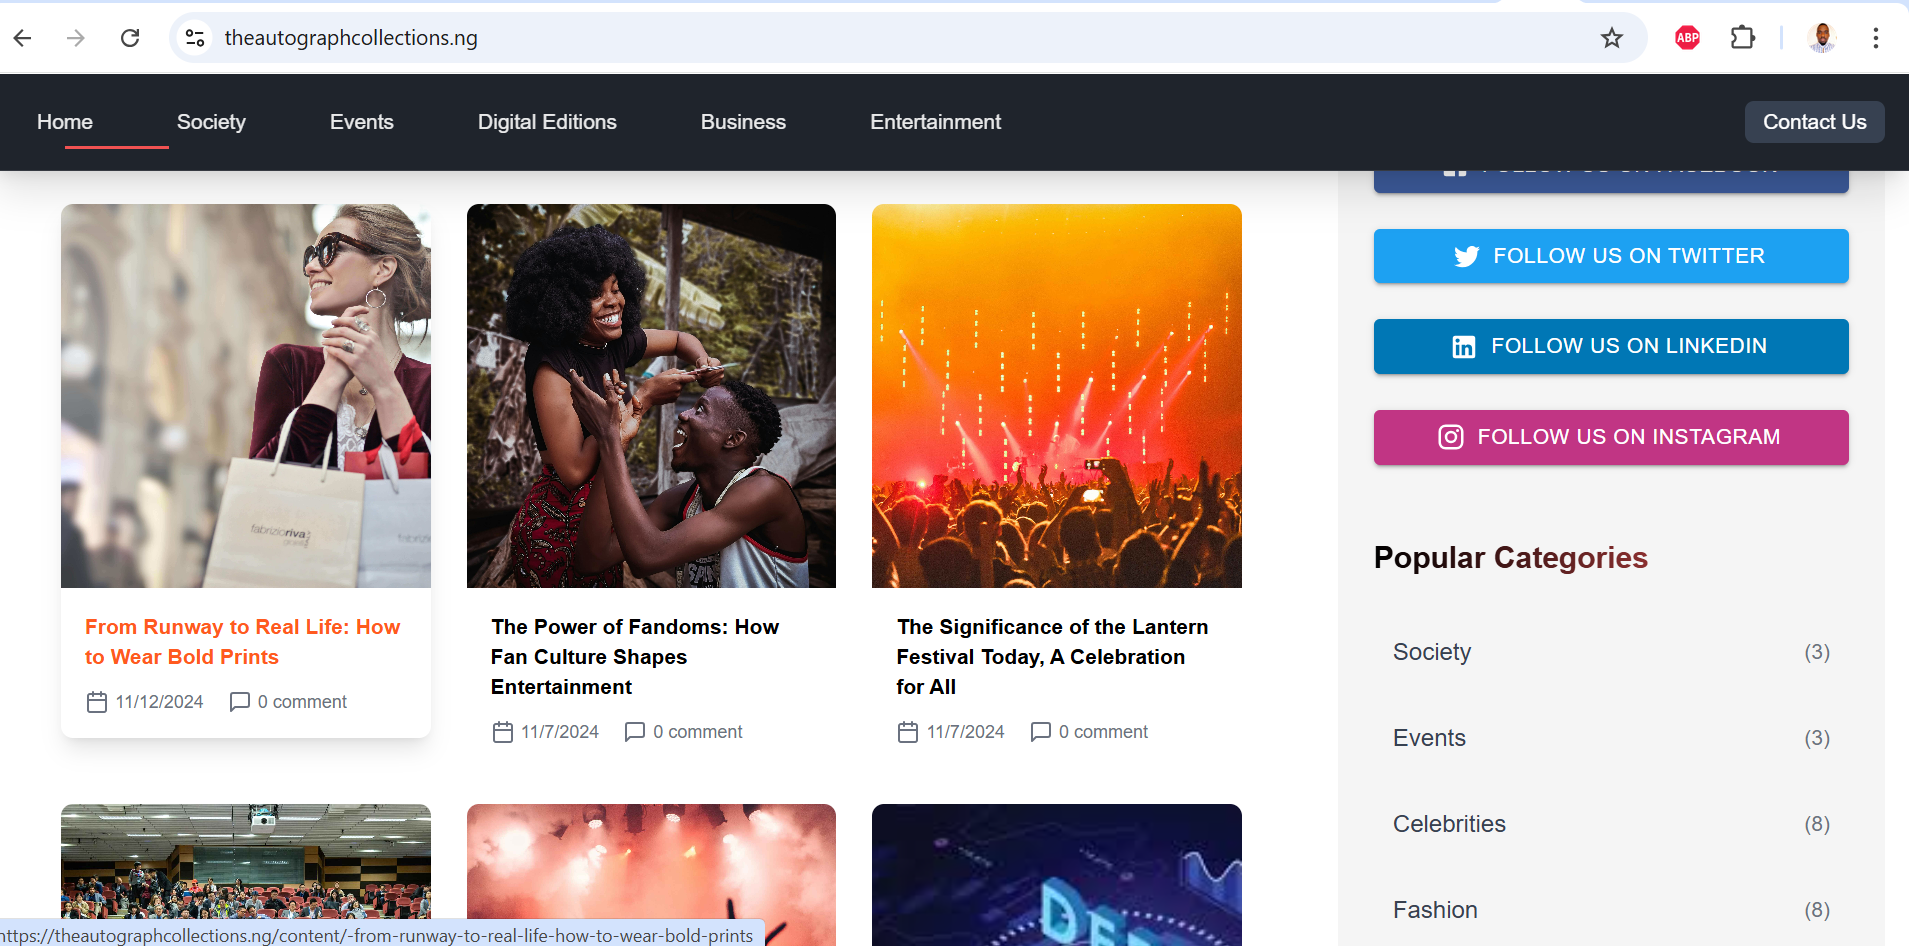 theautographcollections.ng
ABP
Home Society Events Digital Editions Business Entertainment Contact Us
FOLLOW US ON FACEBOOK
FOLLOW US ON TWITTER
FOLLOW US ON LINKEDIN
FOLLOW US ON INSTAGRAM
fabrizioriva
From Runway to Real Life: How
to Wear Bold Prints
11/12/2024 0 comment
The Power of Fandoms: How
Fan Culture Shapes
Entertainment
11/7/2024 0 comment
The Significance of the Lantern
Festival Today, A Celebration
for All
11/7/2024 0 comment
Popular Categories
Society (3)
Events (3)
Celebrities (8)
Fashion (8)
https://theautographcollections.ng/content/-from-runway-to-real-life-how-to-wear-bold-prints